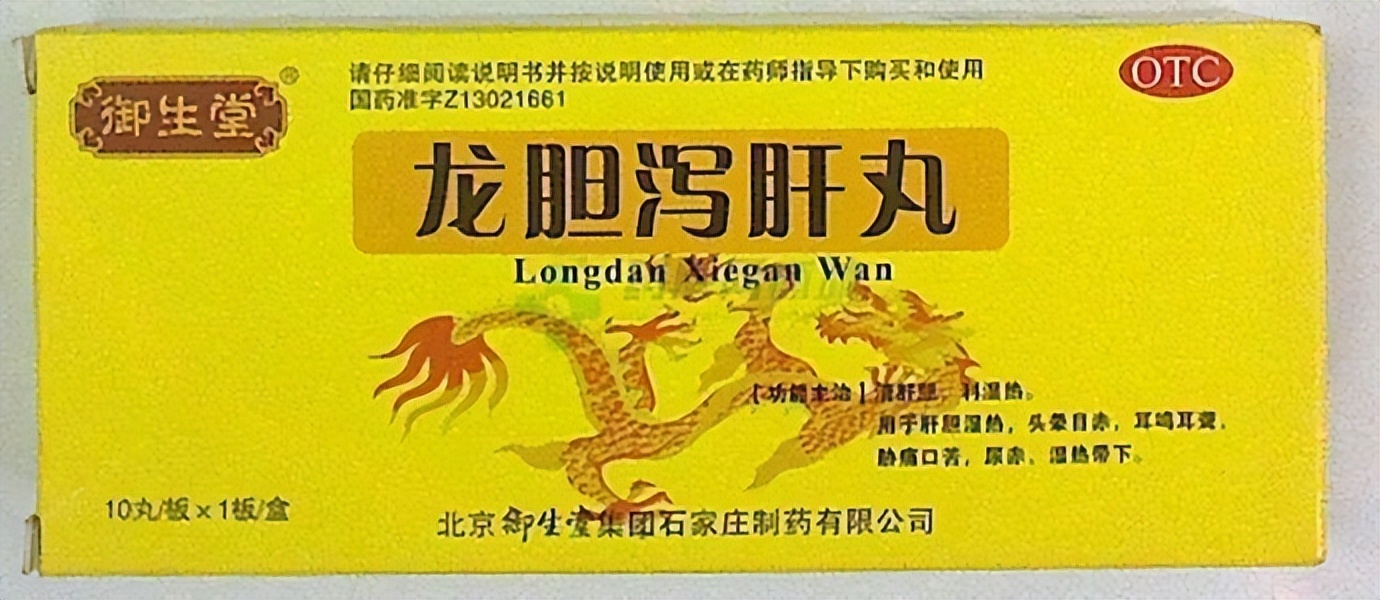 御生堂®
请仔细阅读说明书并按说明使用或在药师指导下购买和使用
国药准字Z13021661
OTC
龙胆泻肝丸
Longdan Xiegan Wan
[功能主治]清肝胆,利湿热。
用于肝胆湿热,头晕目赤,耳鸣耳聋,
胁痛口苦,尿赤、湿热带下。
10丸/板×1板/盒
北京御生堂集团石家庄制药有限公司